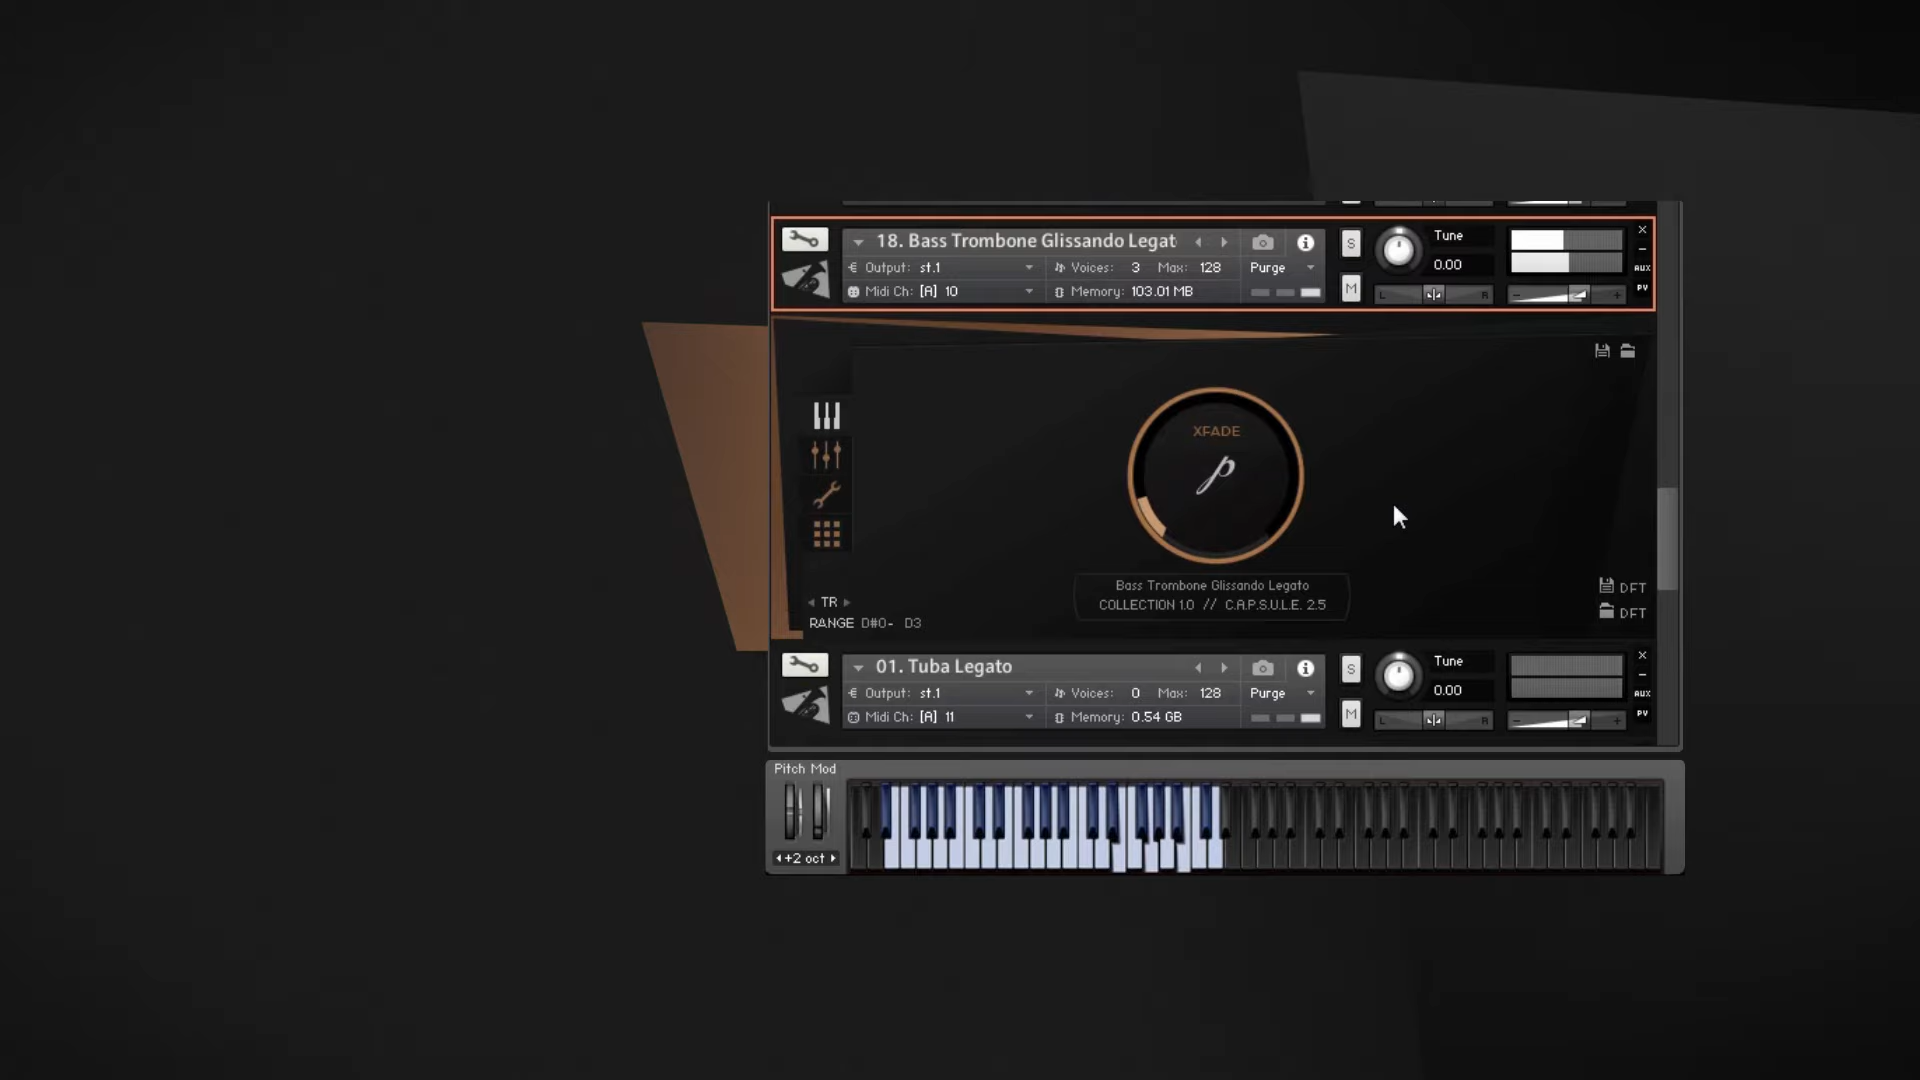 18. Bass Trombone Glissando Legat
Output: st.1
Voices: 3 Max: 128
Purge
Midi Ch: [A] 10
Memory: 103.01 MB
S
M
Tune
0.00
L R
- +
×
-
AUX
PV
XFADE
p
Bass Trombone Glissando Legato
COLLECTION 1.0 // C.A.P.S.U.L.E. 2.5
TR
RANGE D#0- D3
DFT
DFT
01. Tuba Legato
Output: st.1
Voices: 0 Max: 128
Purge
Midi Ch: [A] 11
Memory: 0.54 GB
S
M
Tune
0.00
L R
- +
×
-
AUX
PV
Pitch Mod
+2 oct